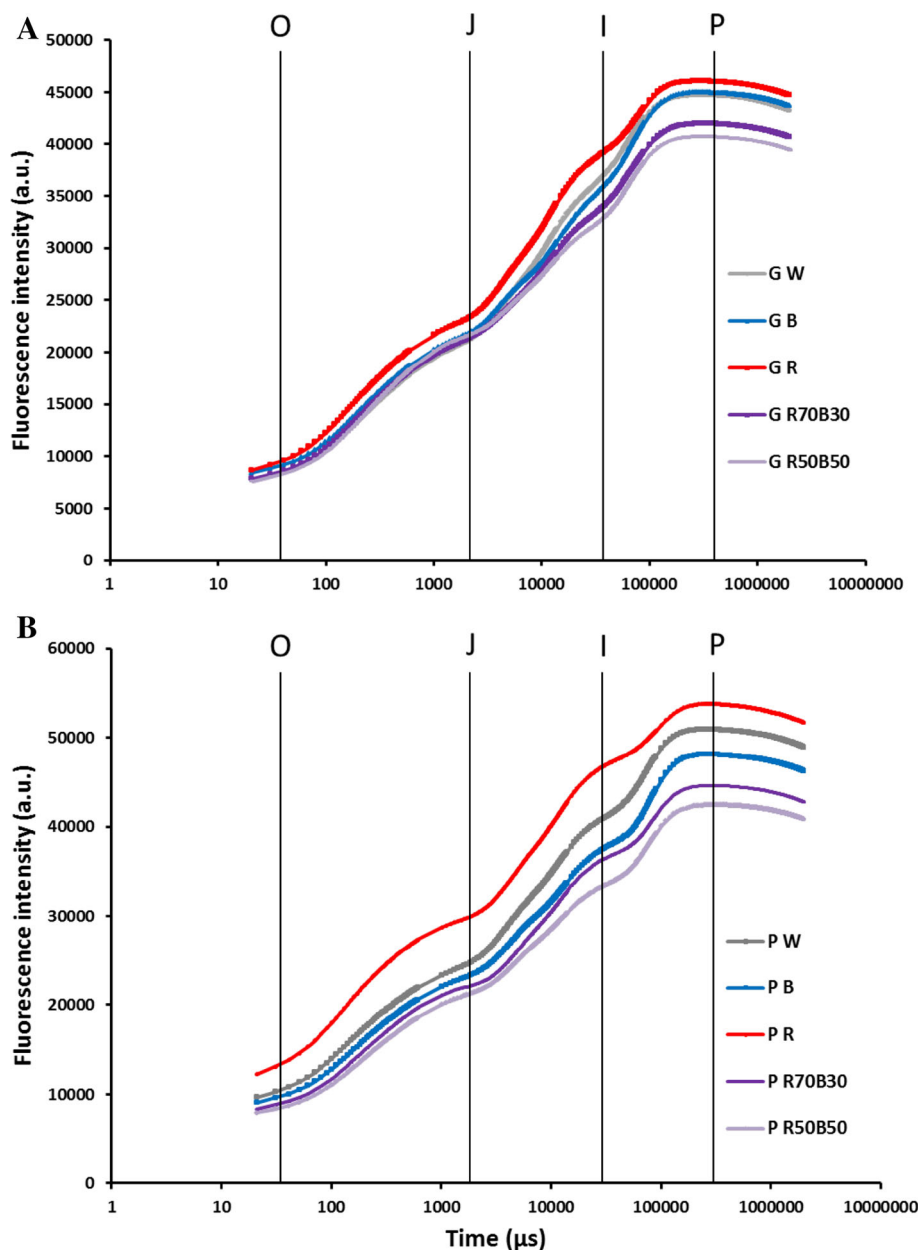 A
O J I P
Fluorescence intensity (a.u.)
50000
45000
40000
35000
30000
25000
20000
15000
10000
5000
0
G W
G B
G R
G R70B30
G R50B50
1 10 100 1000 10000 100000 1000000 10000000
B
O J I P
Fluorescence intensity (a.u.)
60000
50000
40000
30000
20000
10000
0
P W
P B
P R
P R70B30
P R50B50
1 10 100 1000 10000 100000 1000000 10000000
Time (µs)